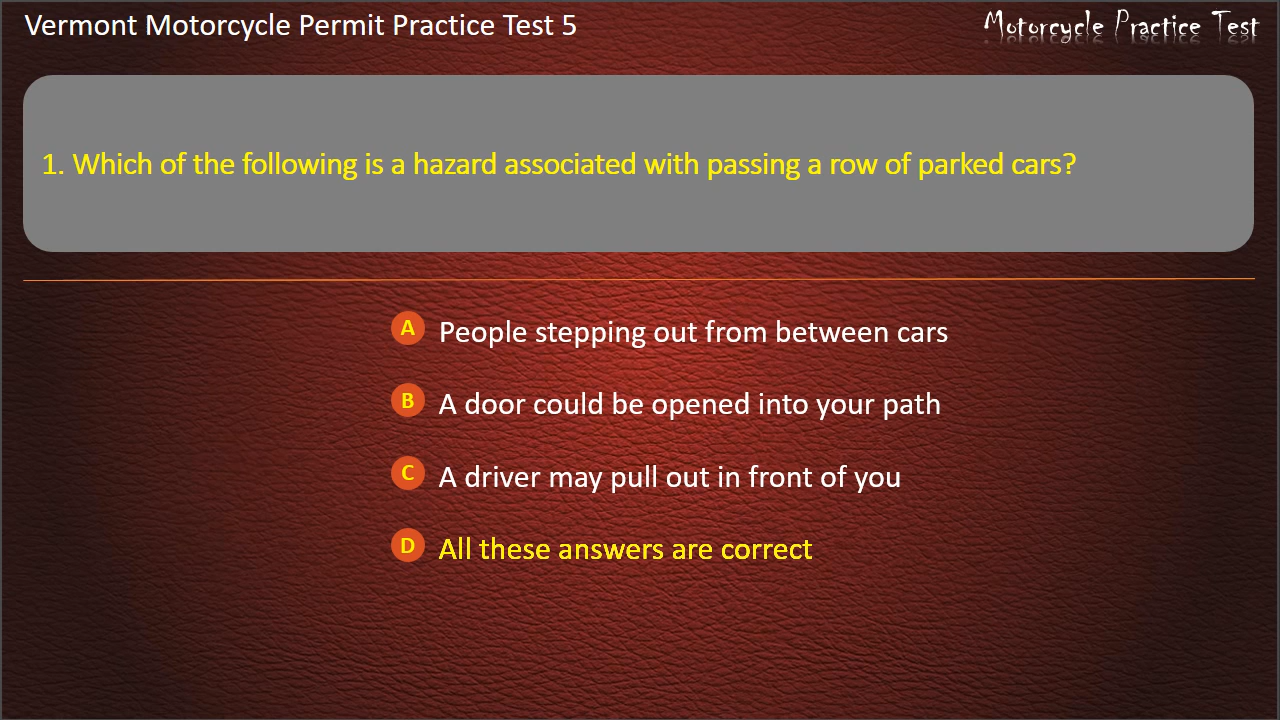 Vermont Motorcycle Permit Practice Test 5
Motorcycle Practice Test
1. Which of the following is a hazard associated with passing a row of parked cars?
A People stepping out from between cars
B A door could be opened into your path
C A driver may pull out in front of you
D All these answers are correct